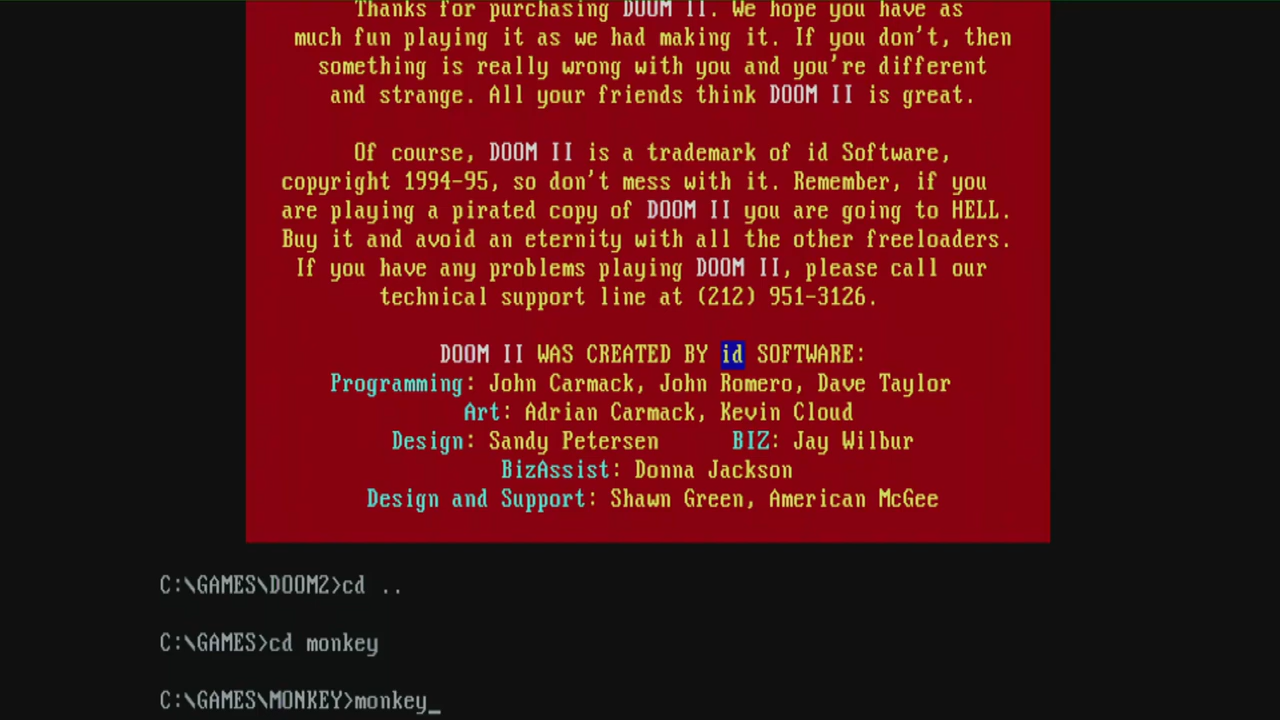 Thanks for purchasing DOOM II. We hope you have as
much fun playing it as we had making it. If you don't, then
something is really wrong with you and you're different
and strange. All your friends think DOOM II is great.
Of course, DOOM II is a trademark of id Software,
copyright 1994-95, so don't mess with it. Remember, if you
are playing a pirated copy of DOOM II you are going to HELL.
Buy it and avoid an eternity with all the other freeloaders.
If you have any problems playing DOOM II, please call our
technical support line at (212) 951-3126.
DOOM II WAS CREATED BY id SOFTWARE:
Programming: John Carmack, John Romero, Dave Taylor
Art: Adrian Carmack, Kevin Cloud
Design: Sandy Petersen BIZ: Jay Wilbur
BizAssist: Donna Jackson
Design and Support: Shawn Green, American McGee
C:\GAMES\DOOM2>cd ..
C:\GAMES>cd monkey
C:\GAMES\MONKEY>monkey_